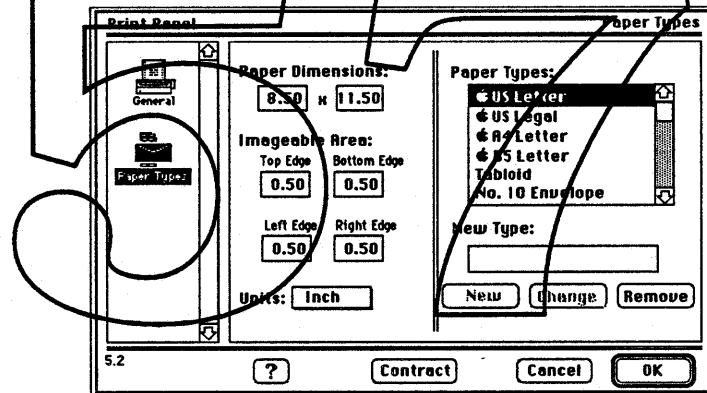 Print Panel
Paper Types
General
Paper Types
Paper Dimensions:
8.50 x 11.50
Imageable Area:
Top Edge Bottom Edge
0.50 0.50
Left Edge Right Edge
0.50 0.50
Units: Inch
Paper Types:
US Letter
US Legal
A4 Letter
B5 Letter
Tabloid
No. 10 Envelope
New Type:
New Change Remove
5.2
? Contract Cancel OK